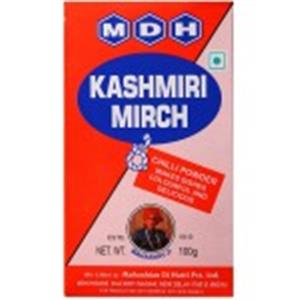 MDH
KASHMIRI
MIRCH
CHILLI POWDER
MAKES DISHES
COLOURFUL AND
DELICIOUS
NET. WT. 100g
Mahashian Di Hatti Pvt. Ltd.